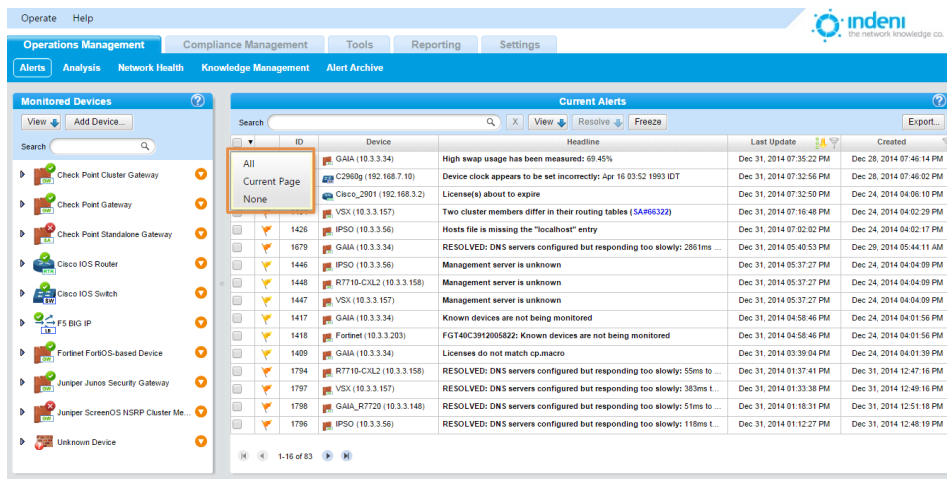 Operate Help
indeni
the network knowledge co.
Operations Management Compliance Management Tools Reporting Settings
Alerts Analysis Network Health Knowledge Management Alert Archive
Monitored Devices ?
View Add Device...
Search
Check Point Cluster Gateway
Check Point Gateway
Check Point Standalone Gateway
Cisco IOS Router
Cisco IOS Switch
F5 BIG IP
Fortinet FortiOS-based Device
Juniper Junos Security Gateway
Juniper ScreenOS NSRP Cluster Me...
Unknown Device
Current Alerts ?
Search X View Resolve Freeze Export...
ID Device Headline Last Update Created
All
Current Page
None
GAIA (10.3.3.34) High swap usage has been measured: 69.45% Dec 31, 2014 07:35:22 PM Dec 28, 2014 07:46:14 PM
C2960g (192.168.7.10) Device clock appears to be set incorrectly: Apr 16 03:52 1993 IDT Dec 31, 2014 07:32:56 PM Dec 28, 2014 07:46:02 PM
Cisco_2901 (192.168.3.2) License(s) about to expire Dec 31, 2014 07:32:50 PM Dec 24, 2014 04:06:10 PM
VSX (10.3.3.157) Two cluster members differ in their routing tables (SA#66322) Dec 31, 2014 07:16:48 PM Dec 24, 2014 04:02:29 PM
1426 IPSO (10.3.3.56) Hosts file is missing the "localhost" entry Dec 31, 2014 07:02:02 PM Dec 24, 2014 04:02:17 PM
1679 GAIA (10.3.3.34) RESOLVED: DNS servers configured but responding too slowly: 2861ms ... Dec 31, 2014 05:40:53 PM Dec 29, 2014 05:44:11 AM
1446 IPSO (10.3.3.56) Management server is unknown Dec 31, 2014 05:37:27 PM Dec 24, 2014 04:04:09 PM
1448 R7710-CXL2 (10.3.3.158) Management server is unknown Dec 31, 2014 05:37:27 PM Dec 24, 2014 04:04:09 PM
1447 VSX (10.3.3.157) Management server is unknown Dec 31, 2014 05:37:27 PM Dec 24, 2014 04:04:09 PM
1417 GAIA (10.3.3.34) Known devices are not being monitored Dec 31, 2014 04:58:46 PM Dec 24, 2014 04:01:56 PM
1418 Fortinet (10.3.3.203) FGT40C3912005822: Known devices are not being monitored Dec 31, 2014 04:58:46 PM Dec 24, 2014 04:01:56 PM
1409 GAIA (10.3.3.34) Licenses do not match cp.macro Dec 31, 2014 03:39:04 PM Dec 24, 2014 04:01:39 PM
1794 R7710-CXL2 (10.3.3.158) RESOLVED: DNS servers configured but responding too slowly: 55ms to ... Dec 31, 2014 01:37:41 PM Dec 31, 2014 12:47:16 PM
1797 VSX (10.3.3.157) RESOLVED: DNS servers configured but responding too slowly: 383ms t... Dec 31, 2014 01:33:38 PM Dec 31, 2014 12:49:16 PM
1798 GAIA_R7720 (10.3.3.148) RESOLVED: DNS servers configured but responding too slowly: 51ms to ... Dec 31, 2014 01:18:31 PM Dec 31, 2014 12:51:18 PM
1796 IPSO (10.3.3.56) RESOLVED: DNS servers configured but responding too slowly: 118ms t... Dec 31, 2014 01:12:27 PM Dec 31, 2014 12:48:19 PM
1-16 of 83